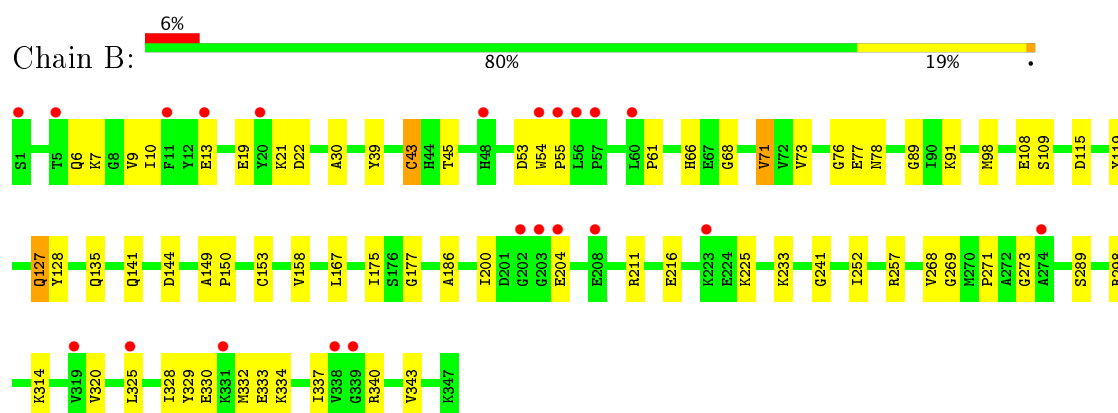 6%
Chain B:
80% 19% •
S1 T5 Q6 K7 G8 V9 I10 F11 Y12 E13 E19 Y20 K21 D22 A30 Y39 C43 H44 T45 H48 D53 W54 P55 L56 P57 L60 P61 H66 E67 G68 V71 V72 V73 G76 E77 N78 G89 I90 K91 M98 E108 S109 D115
Q127 Y128 Q135 Q141 D144 A149 P150 C153 V158 L167 I175 S176 G177 A186 I200 D201 G202 G203 E204 E208 R211 E216 K223 E224 K225 K233 G241 I252 R257 V268 G269 M270 P271 A272 G273 A274 S289
K314 V319 V320 L325 I328 Y329 E330 K331 M332 E333 K334 I337 V338 G339 R340 V343 K347